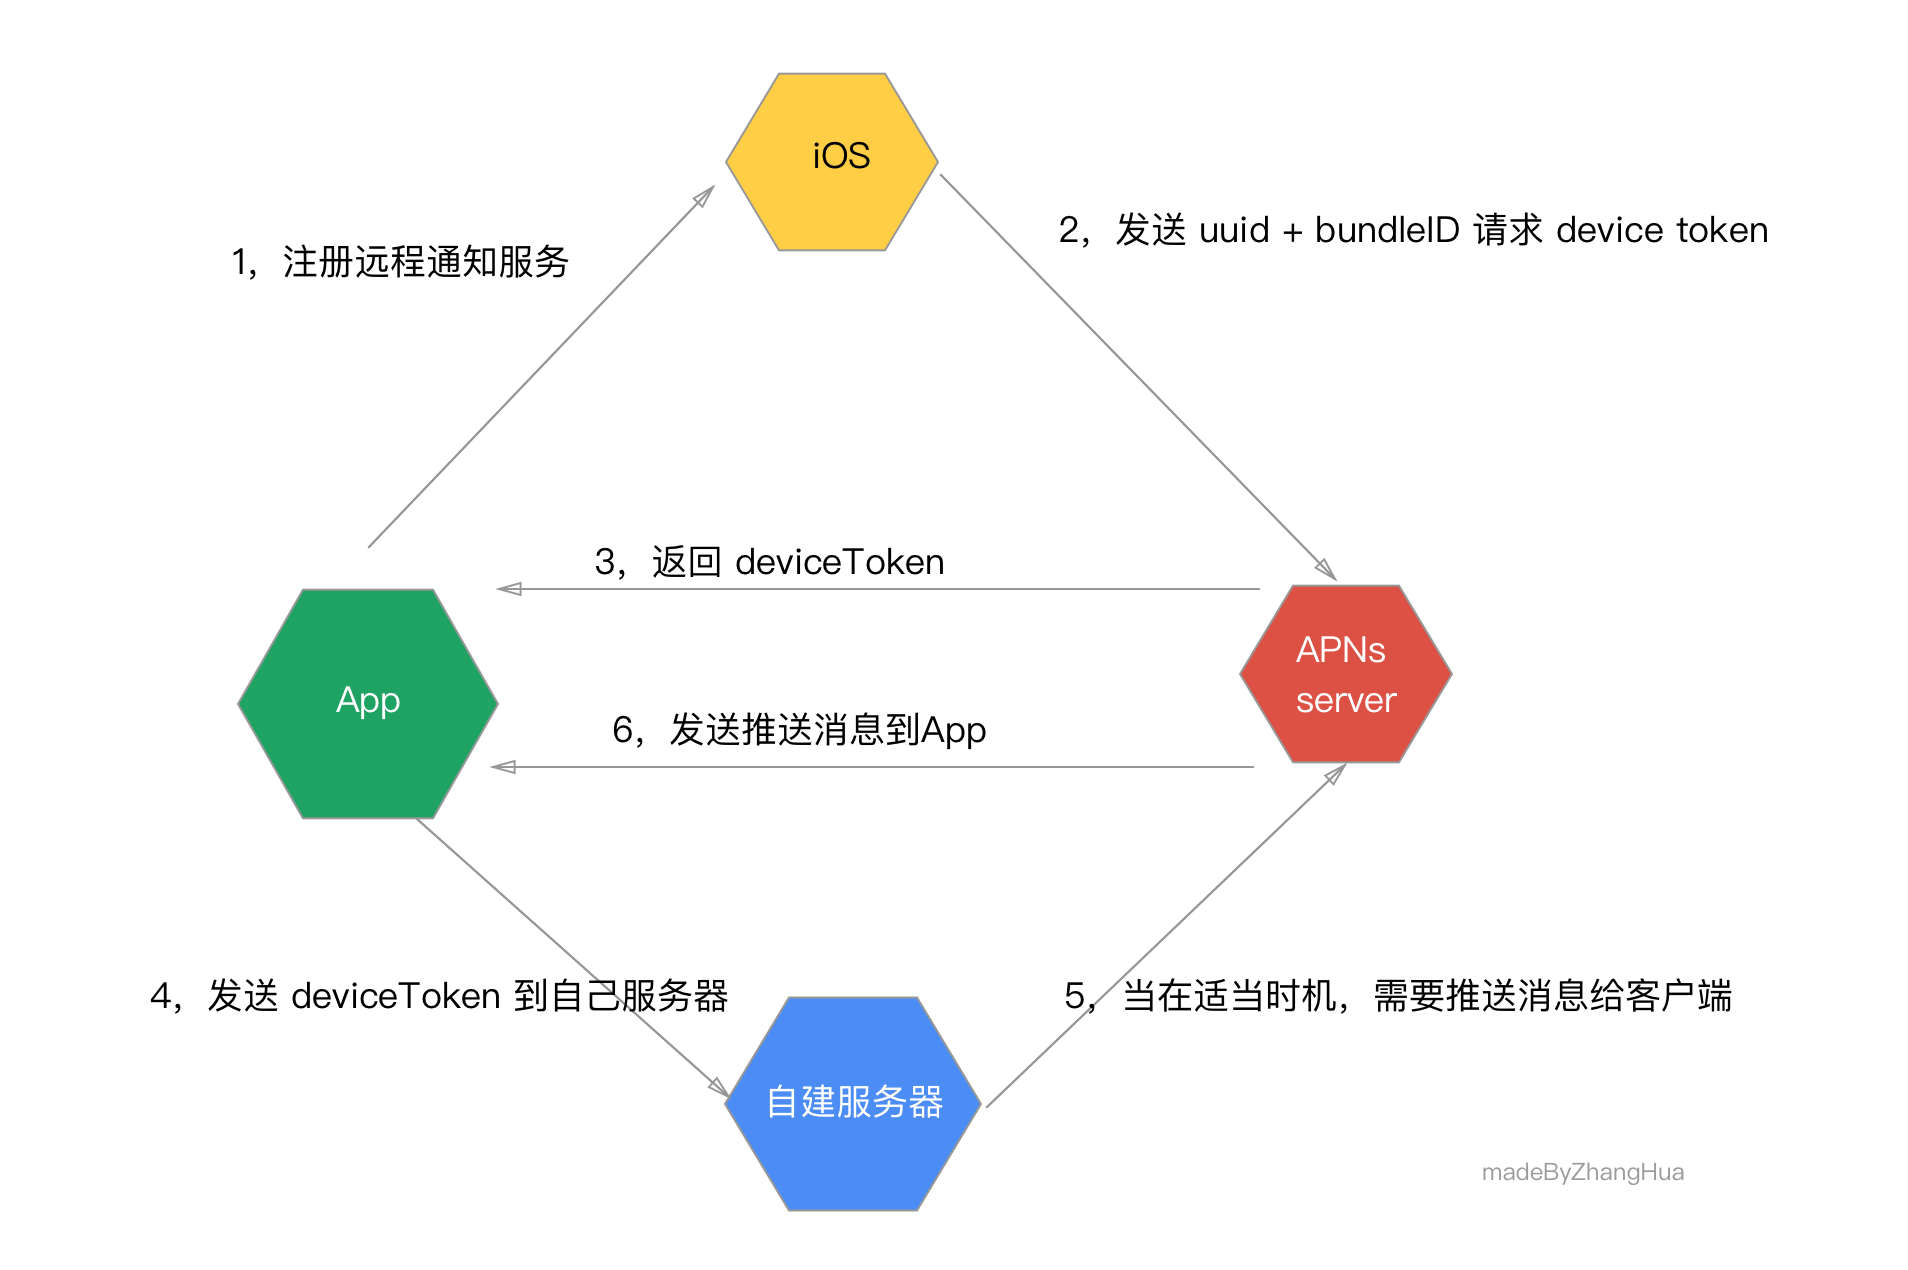 iOS
1，注册远程通知服务
2，发送 uuid + bundleID 请求 device token
3，返回 deviceToken
APNs
server
App
6，发送推送消息到App
4，发送 deviceToken 到自己服务器
5，当在适当时机，需要推送消息给客户端
自建服务器
madeByZhangHua